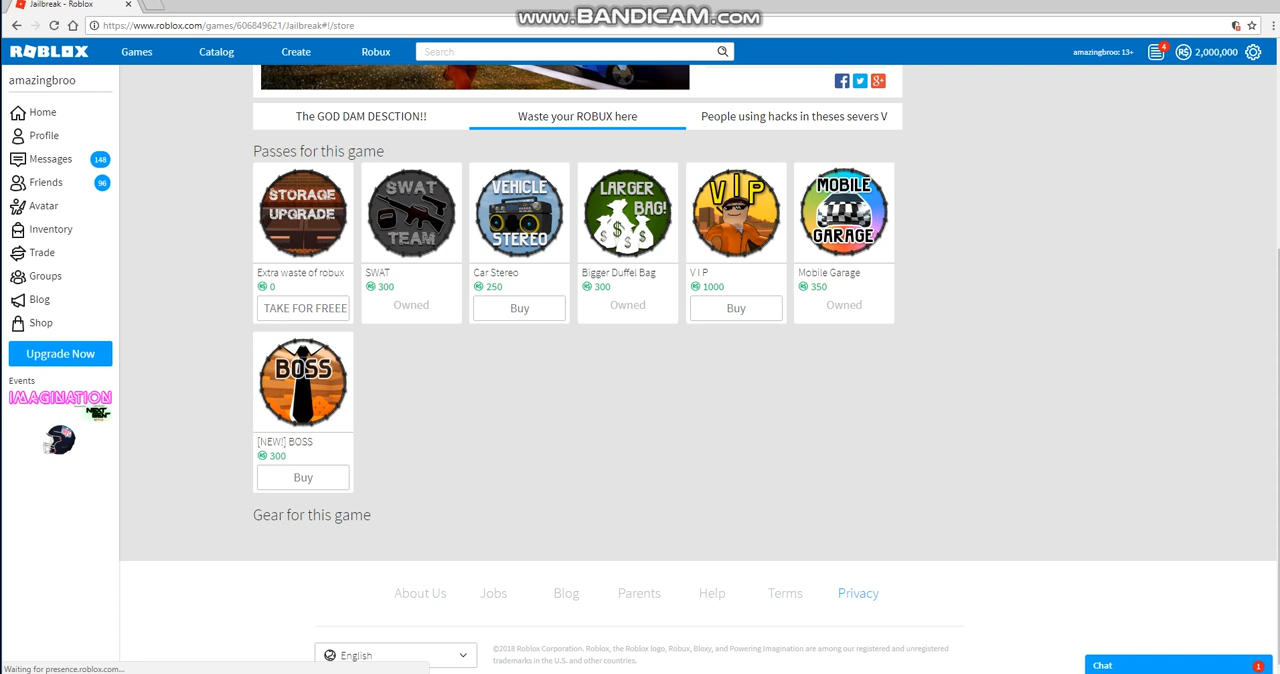 Jailbreak - Roblox
www.BANDICAM.com
https://www.roblox.com/games/606849621/Jailbreak#!/store
ROBLOX
Games
Catalog
Create
Robux
Search
amazingbroo: 13+
4
2,000,000
amazingbroo
Home
Profile
Messages 148
Friends 96
Avatar
Inventory
Trade
Groups
Blog
Shop
Upgrade Now
Events
IMAGINATION
NEXT GEN
The GOD DAM DESCTION!!
Waste your ROBUX here
People using hacks in theses severs V
Passes for this game
STORAGE UPGRADE
SWAT TEAM
VEHICLE STEREO
LARGER BAG!
VIP
MOBILE GARAGE
Extra waste of robux
SWAT
Car Stereo
Bigger Duffel Bag
V I P
Mobile Garage
0
300
250
300
1000
350
TAKE FOR FREEE
Owned
Buy
Owned
Buy
Owned
BOSS
[NEW!] BOSS
300
Buy
Gear for this game
About Us
Jobs
Blog
Parents
Help
Terms
Privacy
English
©2018 Roblox Corporation. Roblox, the Roblox logo, Robux, Bloxy, and Powering Imagination are among our registered and unregistered
trademarks in the U.S. and other countries.
Waiting for presence.roblox.com...
Chat
1